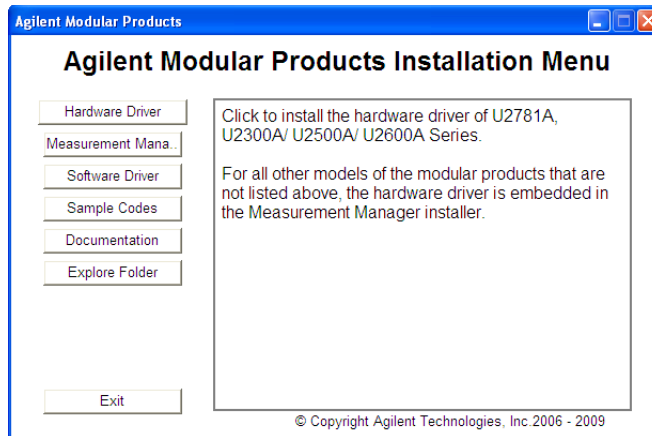 Agilent Modular Products
Agilent Modular Products Installation Menu
Hardware Driver
Measurement Mana..
Software Driver
Sample Codes
Documentation
Explore Folder
Exit
Click to install the hardware driver of U2781A,
U2300A/ U2500A/ U2600A Series.
For all other models of the modular products that are
not listed above, the hardware driver is embedded in
the Measurement Manager installer.
© Copyright Agilent Technologies, Inc.2006 - 2009